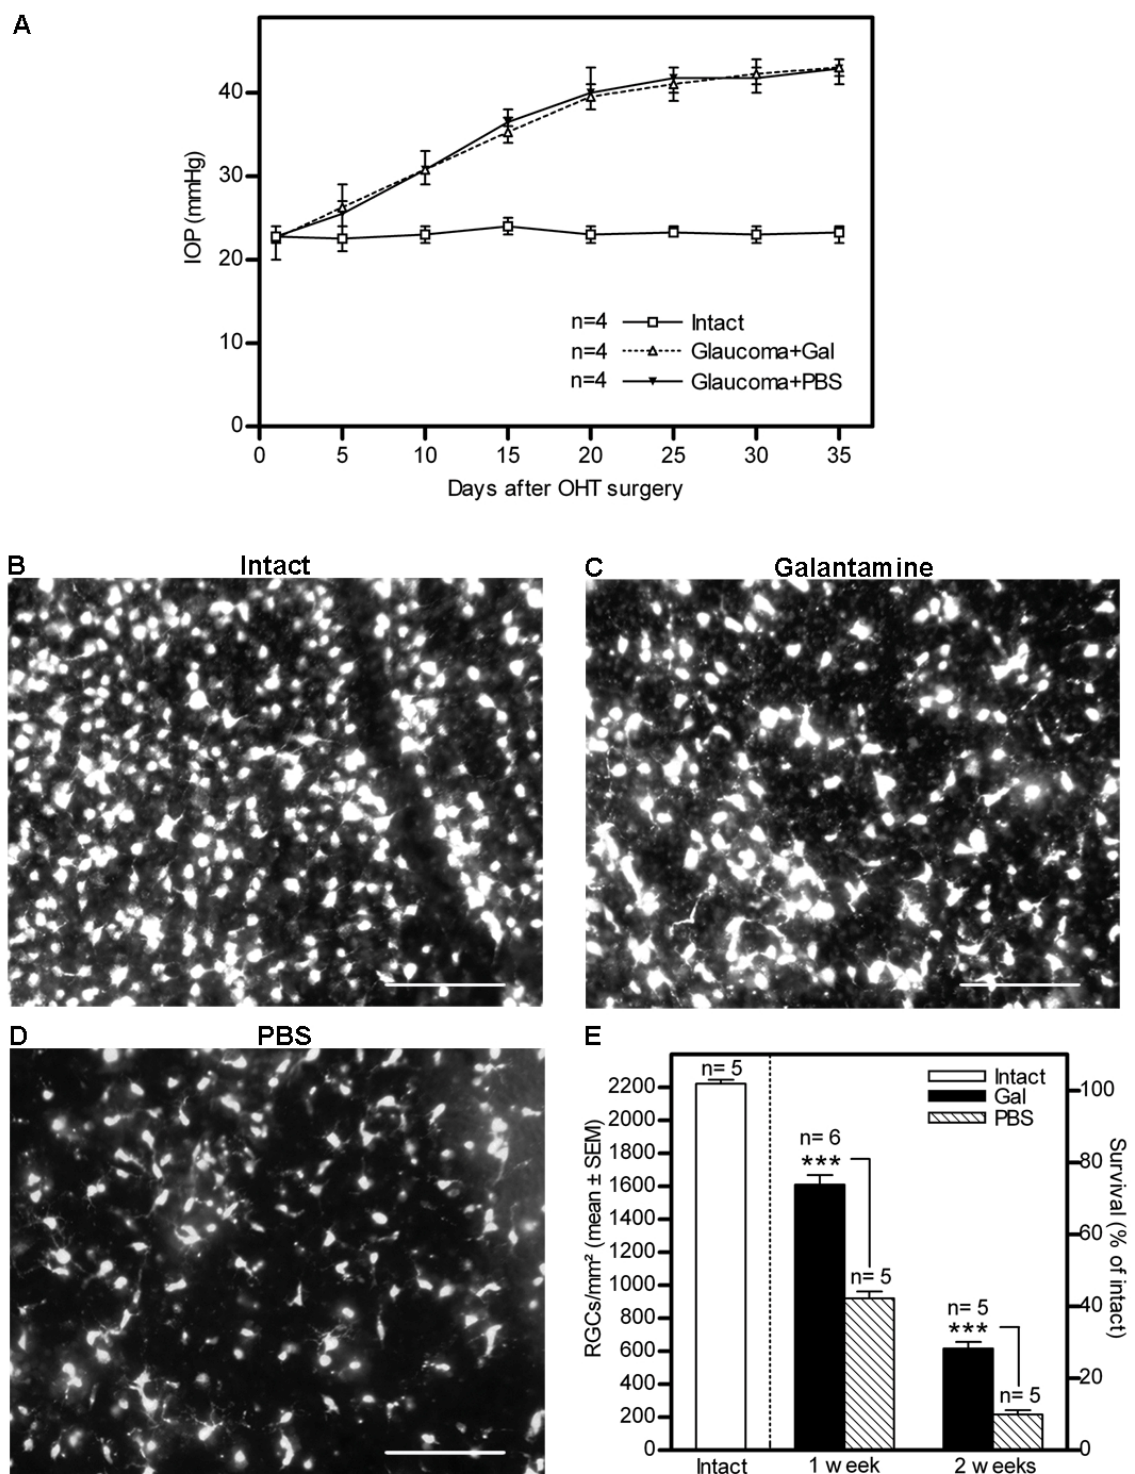 A
IOP (mmHg)
40
30
20
10
0
n=4 Intact
n=4 Glaucoma+Gal
n=4 Glaucoma+PBS
0 5 10 15 20 25 30 35
Days after OHT surgery
B Intact
C Galantamine
D PBS
E
RGCs/mm² (mean ± SEM)
2200
2000
1800
1600
1400
1200
1000
800
600
400
200
0
n= 5
n= 6
***
n= 5
n= 5
***
n= 5
Intact
Gal
PBS
100
80
60
40
20
0
Survival (% of intact)
Intact 1 week 2 weeks